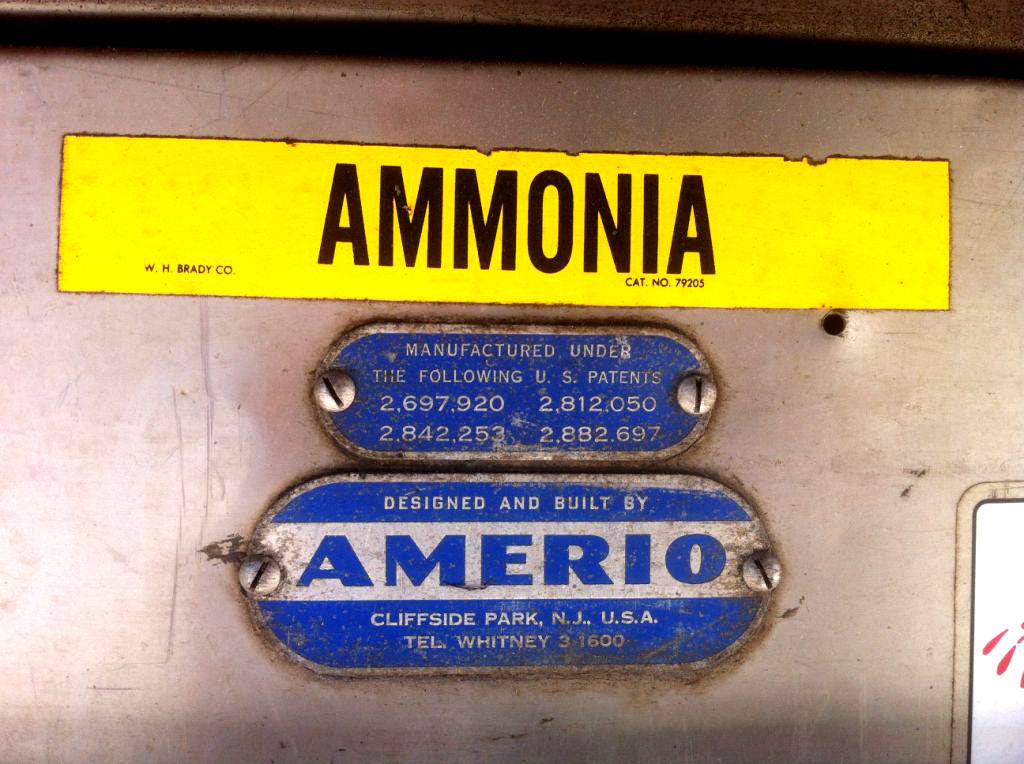 AMMONIA
W. H. BRADY CO.
CAT. NO. 79205
MANUFACTURED UNDER
THE FOLLOWING U. S. PATENTS
2,697,920 2,812,050
2,842,253 2,882,697
DESIGNED AND BUILT BY
AMERIO
CLIFFSIDE PARK, N.J., U.S.A.
TEL. WHITNEY 3-1600